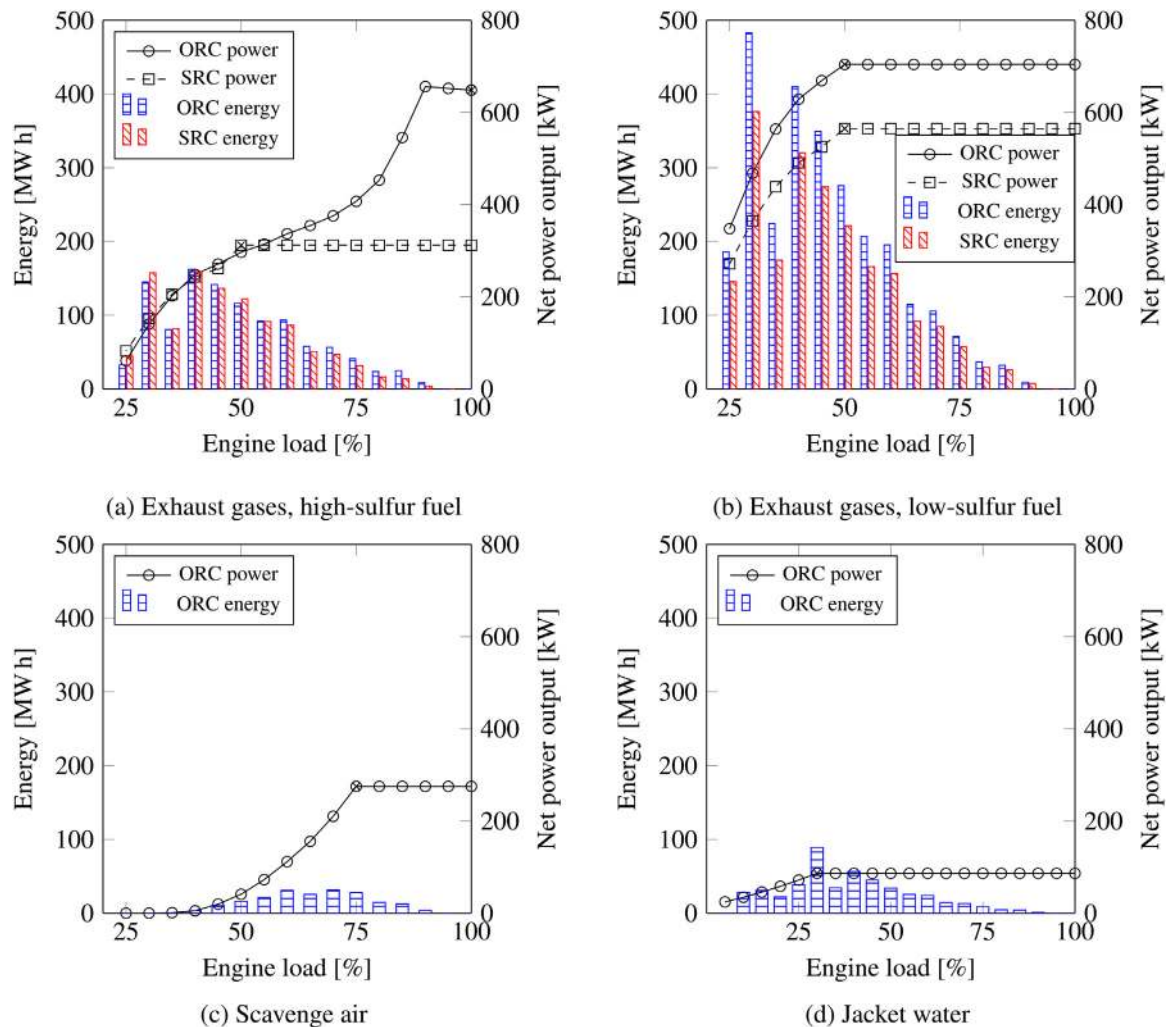 500
400
300
200
100
0
Energy [MW h]
ORC power
SRC power
ORC energy
SRC energy
800
600
400
200
0
Net power output [kW]
25 50 75 100
Engine load [%]
(a) Exhaust gases, high-sulfur fuel
500
400
300
200
100
0
Energy [MW h]
ORC power
SRC power
ORC energy
SRC energy
800
600
400
200
0
Net power output [kW]
25 50 75 100
Engine load [%]
(b) Exhaust gases, low-sulfur fuel
500
400
300
200
100
0
Energy [MW h]
ORC power
ORC energy
800
600
400
200
0
Net power output [kW]
25 50 75 100
Engine load [%]
(c) Scavenge air
500
400
300
200
100
0
Energy [MW h]
ORC power
ORC energy
800
600
400
200
0
Net power output [kW]
25 50 75 100
Engine load [%]
(d) Jacket water